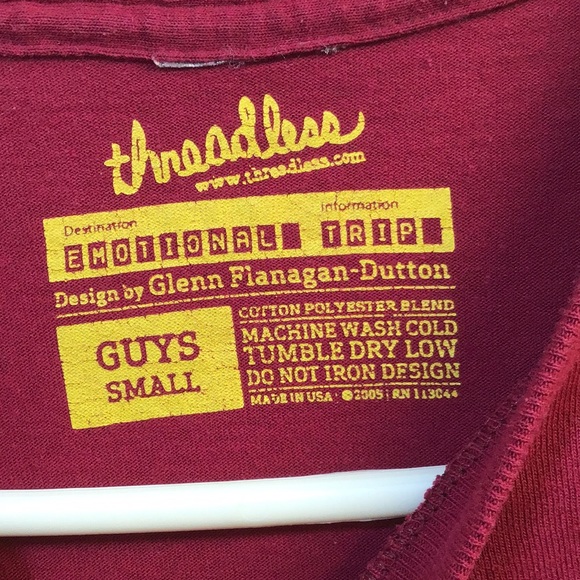 threadless
www.threadless.com
Destination Information
EMOTIONAL TRIP
Design by Glenn Flanagan-Dutton
GUYS
SMALL
COTTON POLYESTER BLEND
MACHINE WASH COLD
TUMBLE DRY LOW
DO NOT IRON DESIGN
MADE IN USA · ©2005 | RN 113044